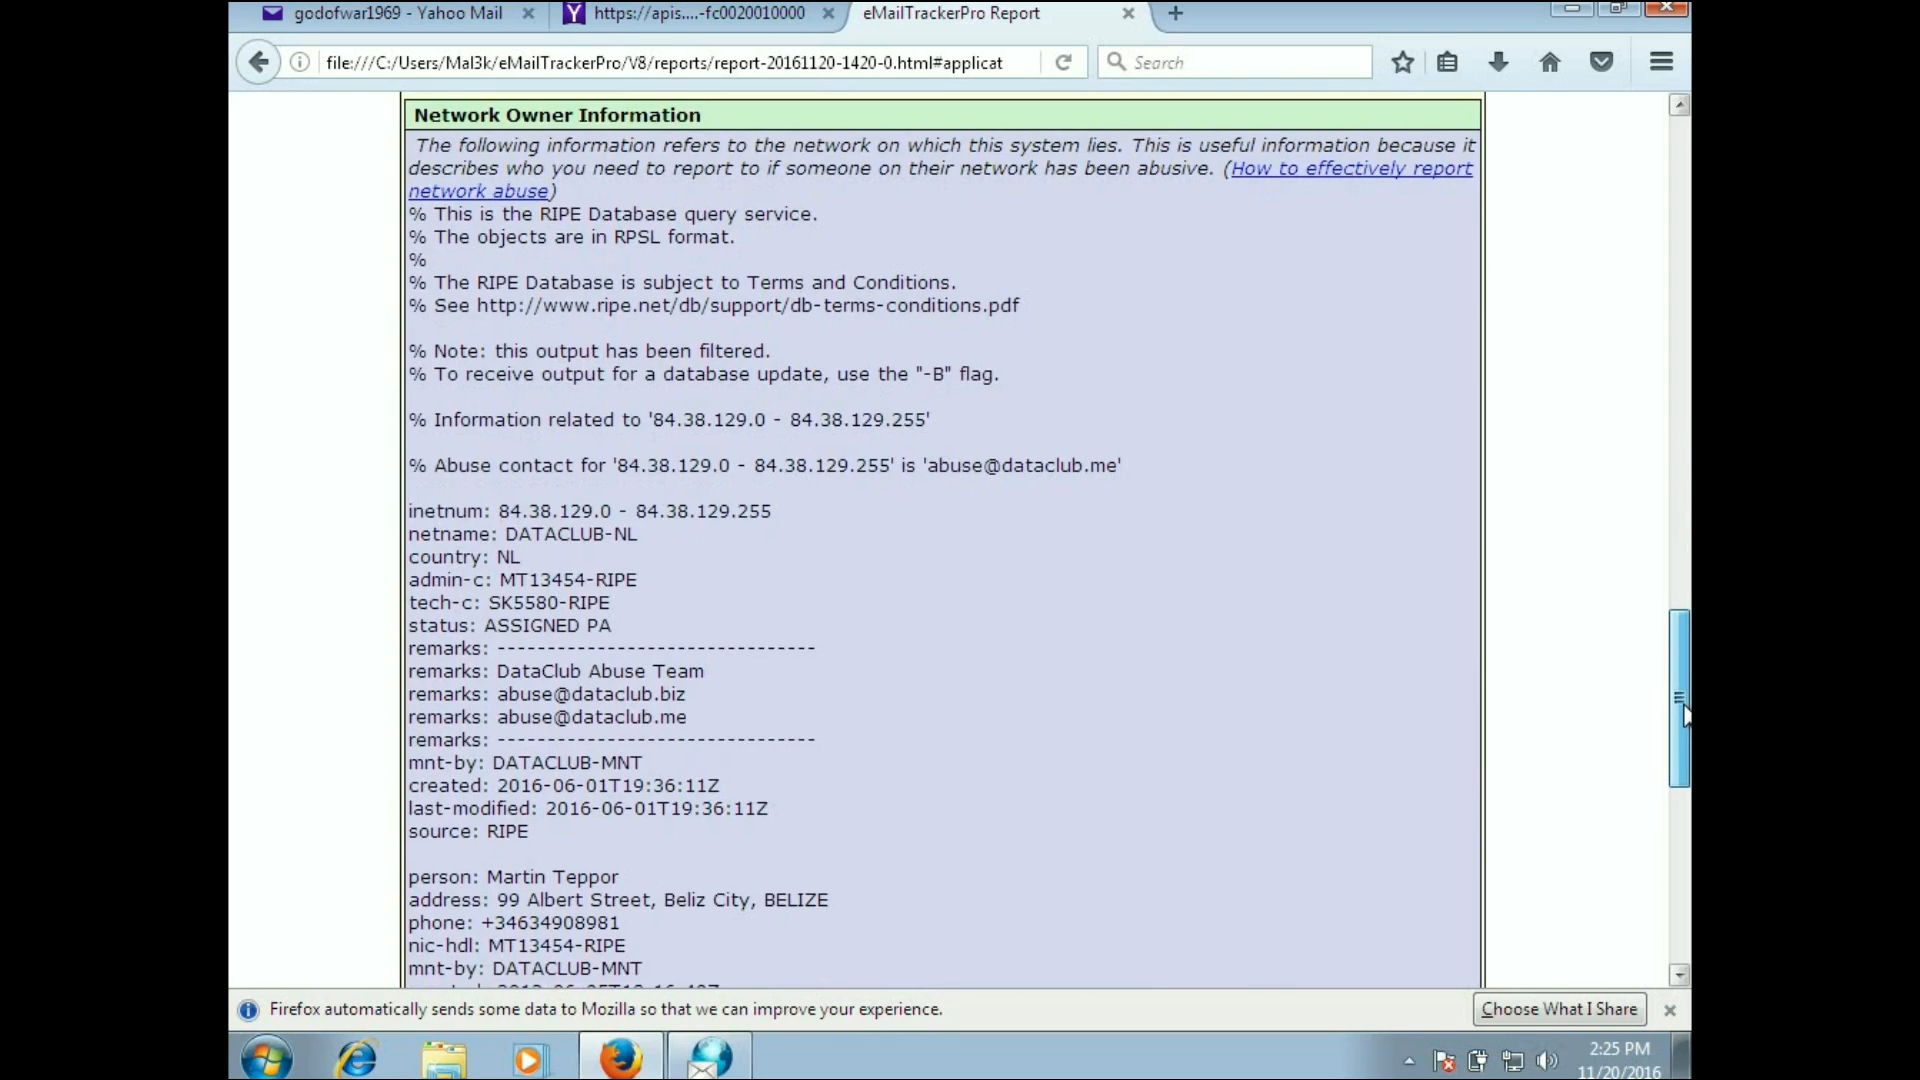 godofwar1969 - Yahoo Mail
https://apis....-fc0020010000
eMailTrackerPro Report
file:///C:/Users/Mal3k/eMailTrackerPro/V8/reports/report-20161120-1420-0.html#applicat
Search
Network Owner Information
The following information refers to the network on which this system lies. This is useful information because it
describes who you need to report to if someone on their network has been abusive. (How to effectively report
network abuse)
% This is the RIPE Database query service.
% The objects are in RPSL format.
%
% The RIPE Database is subject to Terms and Conditions.
% See http://www.ripe.net/db/support/db-terms-conditions.pdf
% Note: this output has been filtered.
% To receive output for a database update, use the "-B" flag.
% Information related to '84.38.129.0 - 84.38.129.255'
% Abuse contact for '84.38.129.0 - 84.38.129.255' is 'abuse@dataclub.me'
inetnum: 84.38.129.0 - 84.38.129.255
netname: DATACLUB-NL
country: NL
admin-c: MT13454-RIPE
tech-c: SK5580-RIPE
status: ASSIGNED PA
remarks: --------------------------------
remarks: DataClub Abuse Team
remarks: abuse@dataclub.biz
remarks: abuse@dataclub.me
remarks: --------------------------------
mnt-by: DATACLUB-MNT
created: 2016-06-01T19:36:11Z
last-modified: 2016-06-01T19:36:11Z
source: RIPE
person: Martin Teppor
address: 99 Albert Street, Beliz City, BELIZE
phone: +34634908981
nic-hdl: MT13454-RIPE
mnt-by: DATACLUB-MNT
Firefox automatically sends some data to Mozilla so that we can improve your experience.
Choose What I Share
2:25 PM
11/20/2016